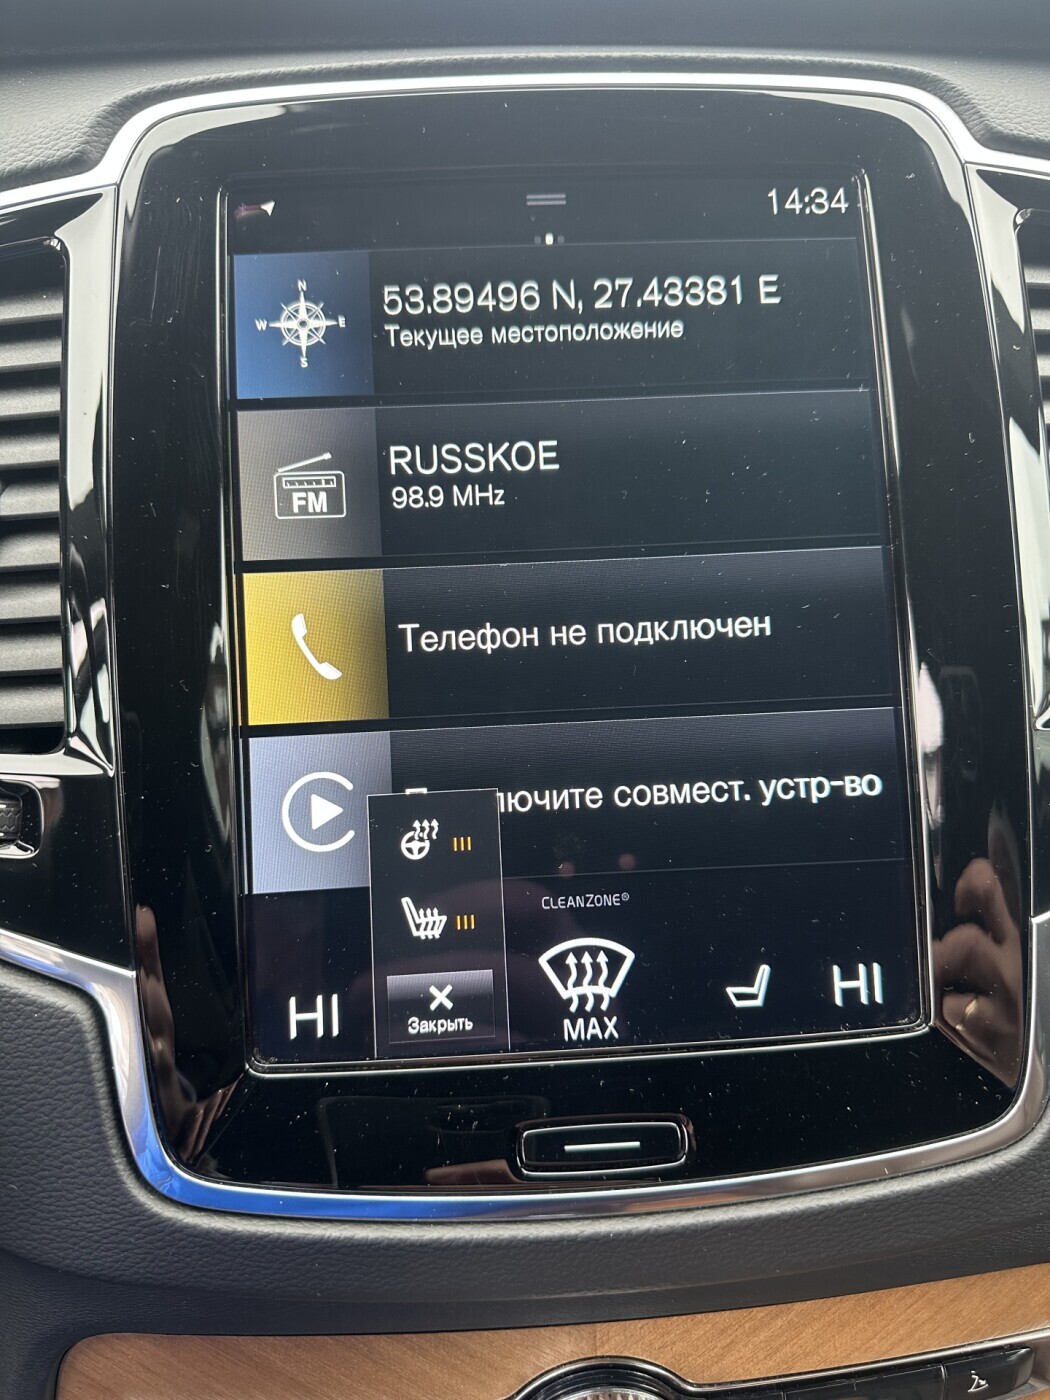 14:34
N
W E
S
53.89496 N, 27.43381 E
Текущее местоположение
RUSSKOE
FM
98.9 MHz
Телефон не подключен
лючите совмест. устр-во
CLEANZONE®
HI
Закрыть
MAX
HI